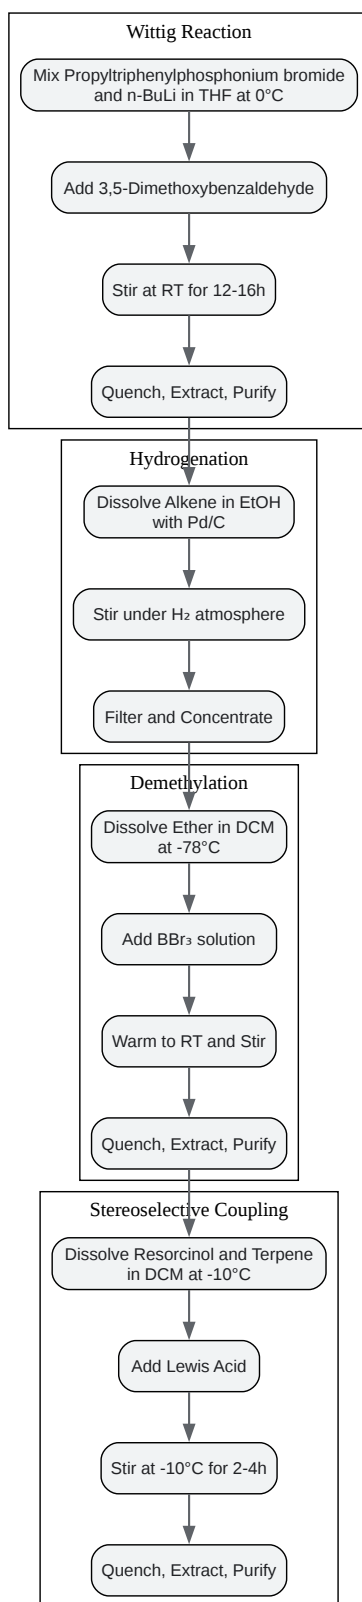 Wittig Reaction
Mix Propyltriphenylphosphonium bromide
and n-BuLi in THF at 0°C
Add 3,5-Dimethoxybenzaldehyde
Stir at RT for 12-16h
Quench, Extract, Purify
Hydrogenation
Dissolve Alkene in EtOH
with Pd/C
Stir under H₂ atmosphere
Filter and Concentrate
Demethylation
Dissolve Ether in DCM
at -78°C
Add BBr₃ solution
Warm to RT and Stir
Quench, Extract, Purify
Stereoselective Coupling
Dissolve Resorcinol and Terpene
in DCM at -10°C
Add Lewis Acid
Stir at -10°C for 2-4h
Quench, Extract, Purify